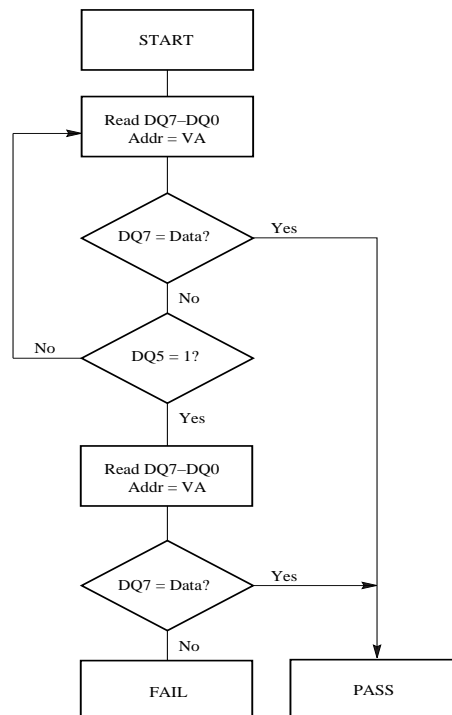 START
Read DQ7–DQ0
Addr = VA
DQ7 = Data?
Yes
No
No
DQ5 = 1?
Yes
Read DQ7–DQ0
Addr = VA
DQ7 = Data?
Yes
No
FAIL
PASS